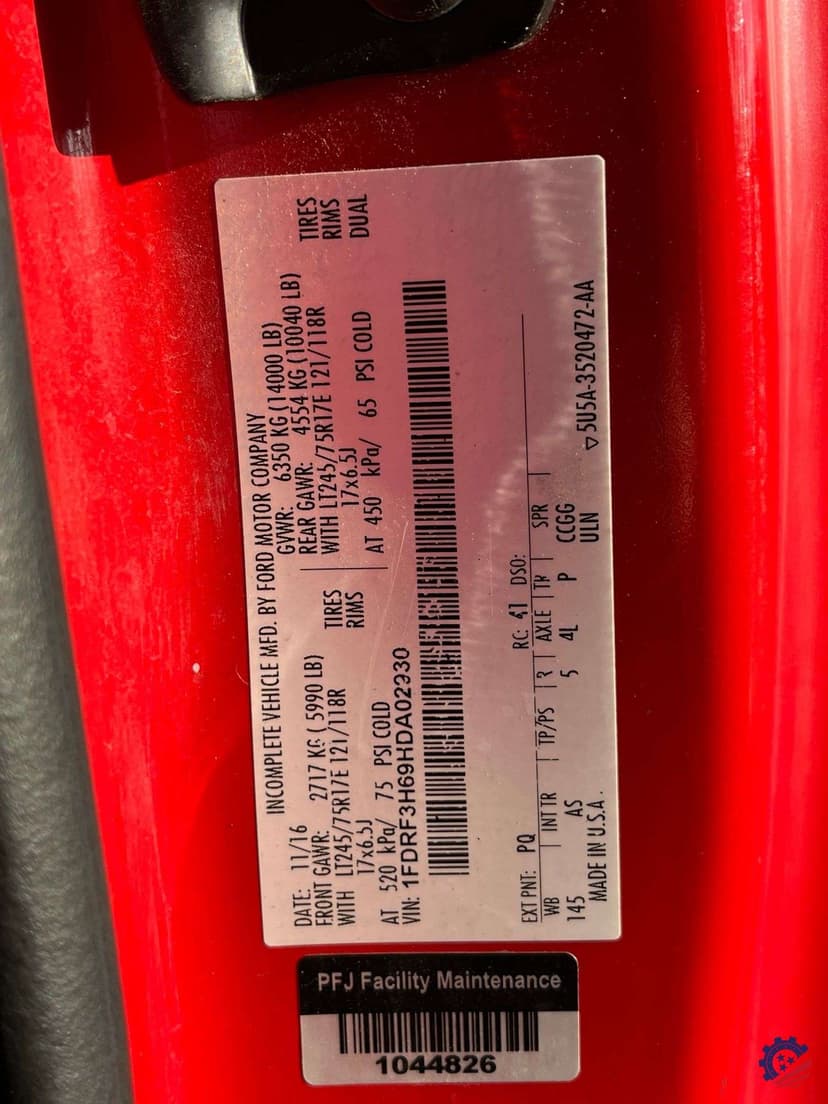 INCOMPLETE VEHICLE MFD. BY FORD MOTOR COMPANY
DATE: 11/16 GVWR: 6350 KG (14000 LB)
FRONT GAWR: 2717 KG (5990 LB) REAR GAWR: 4554 KG (10040 LB)
WITH LT245/75R17E 121/118R TIRES WITH LT245/75R17E 121/118R TIRES
17x6.5J RIMS 17x6.5J RIMS
AT 520 kPa/ 75 PSI COLD AT 450 kPa/ 65 PSI COLD DUAL
VIN: 1FDRF3H69HDA02930
EXT PNT: PQ RC: 41 DSO:
WB INT TR TP/PS R AXLE TR SPR
145 AS 5 4L P CCGG
MADE IN U.S.A. ULN
▽5U5A-3520472-AA
PFJ Facility Maintenance
1044826